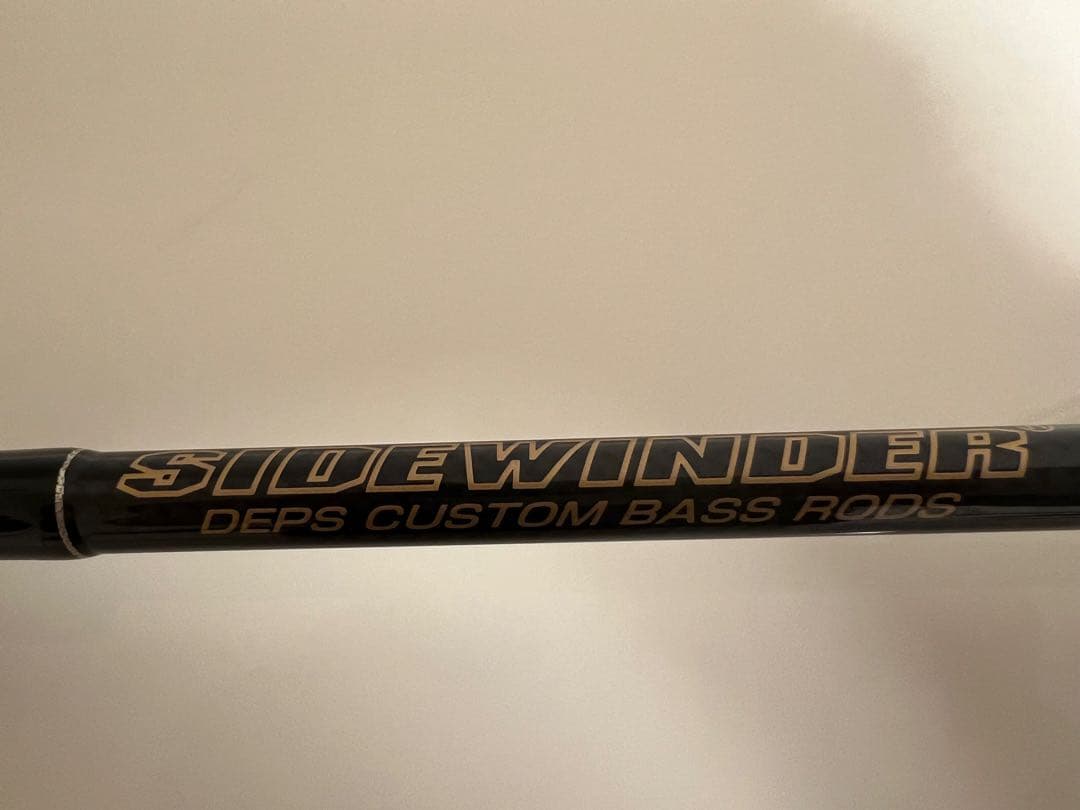 SIDEWINDER®
DEPS CUSTOM BASS RODS